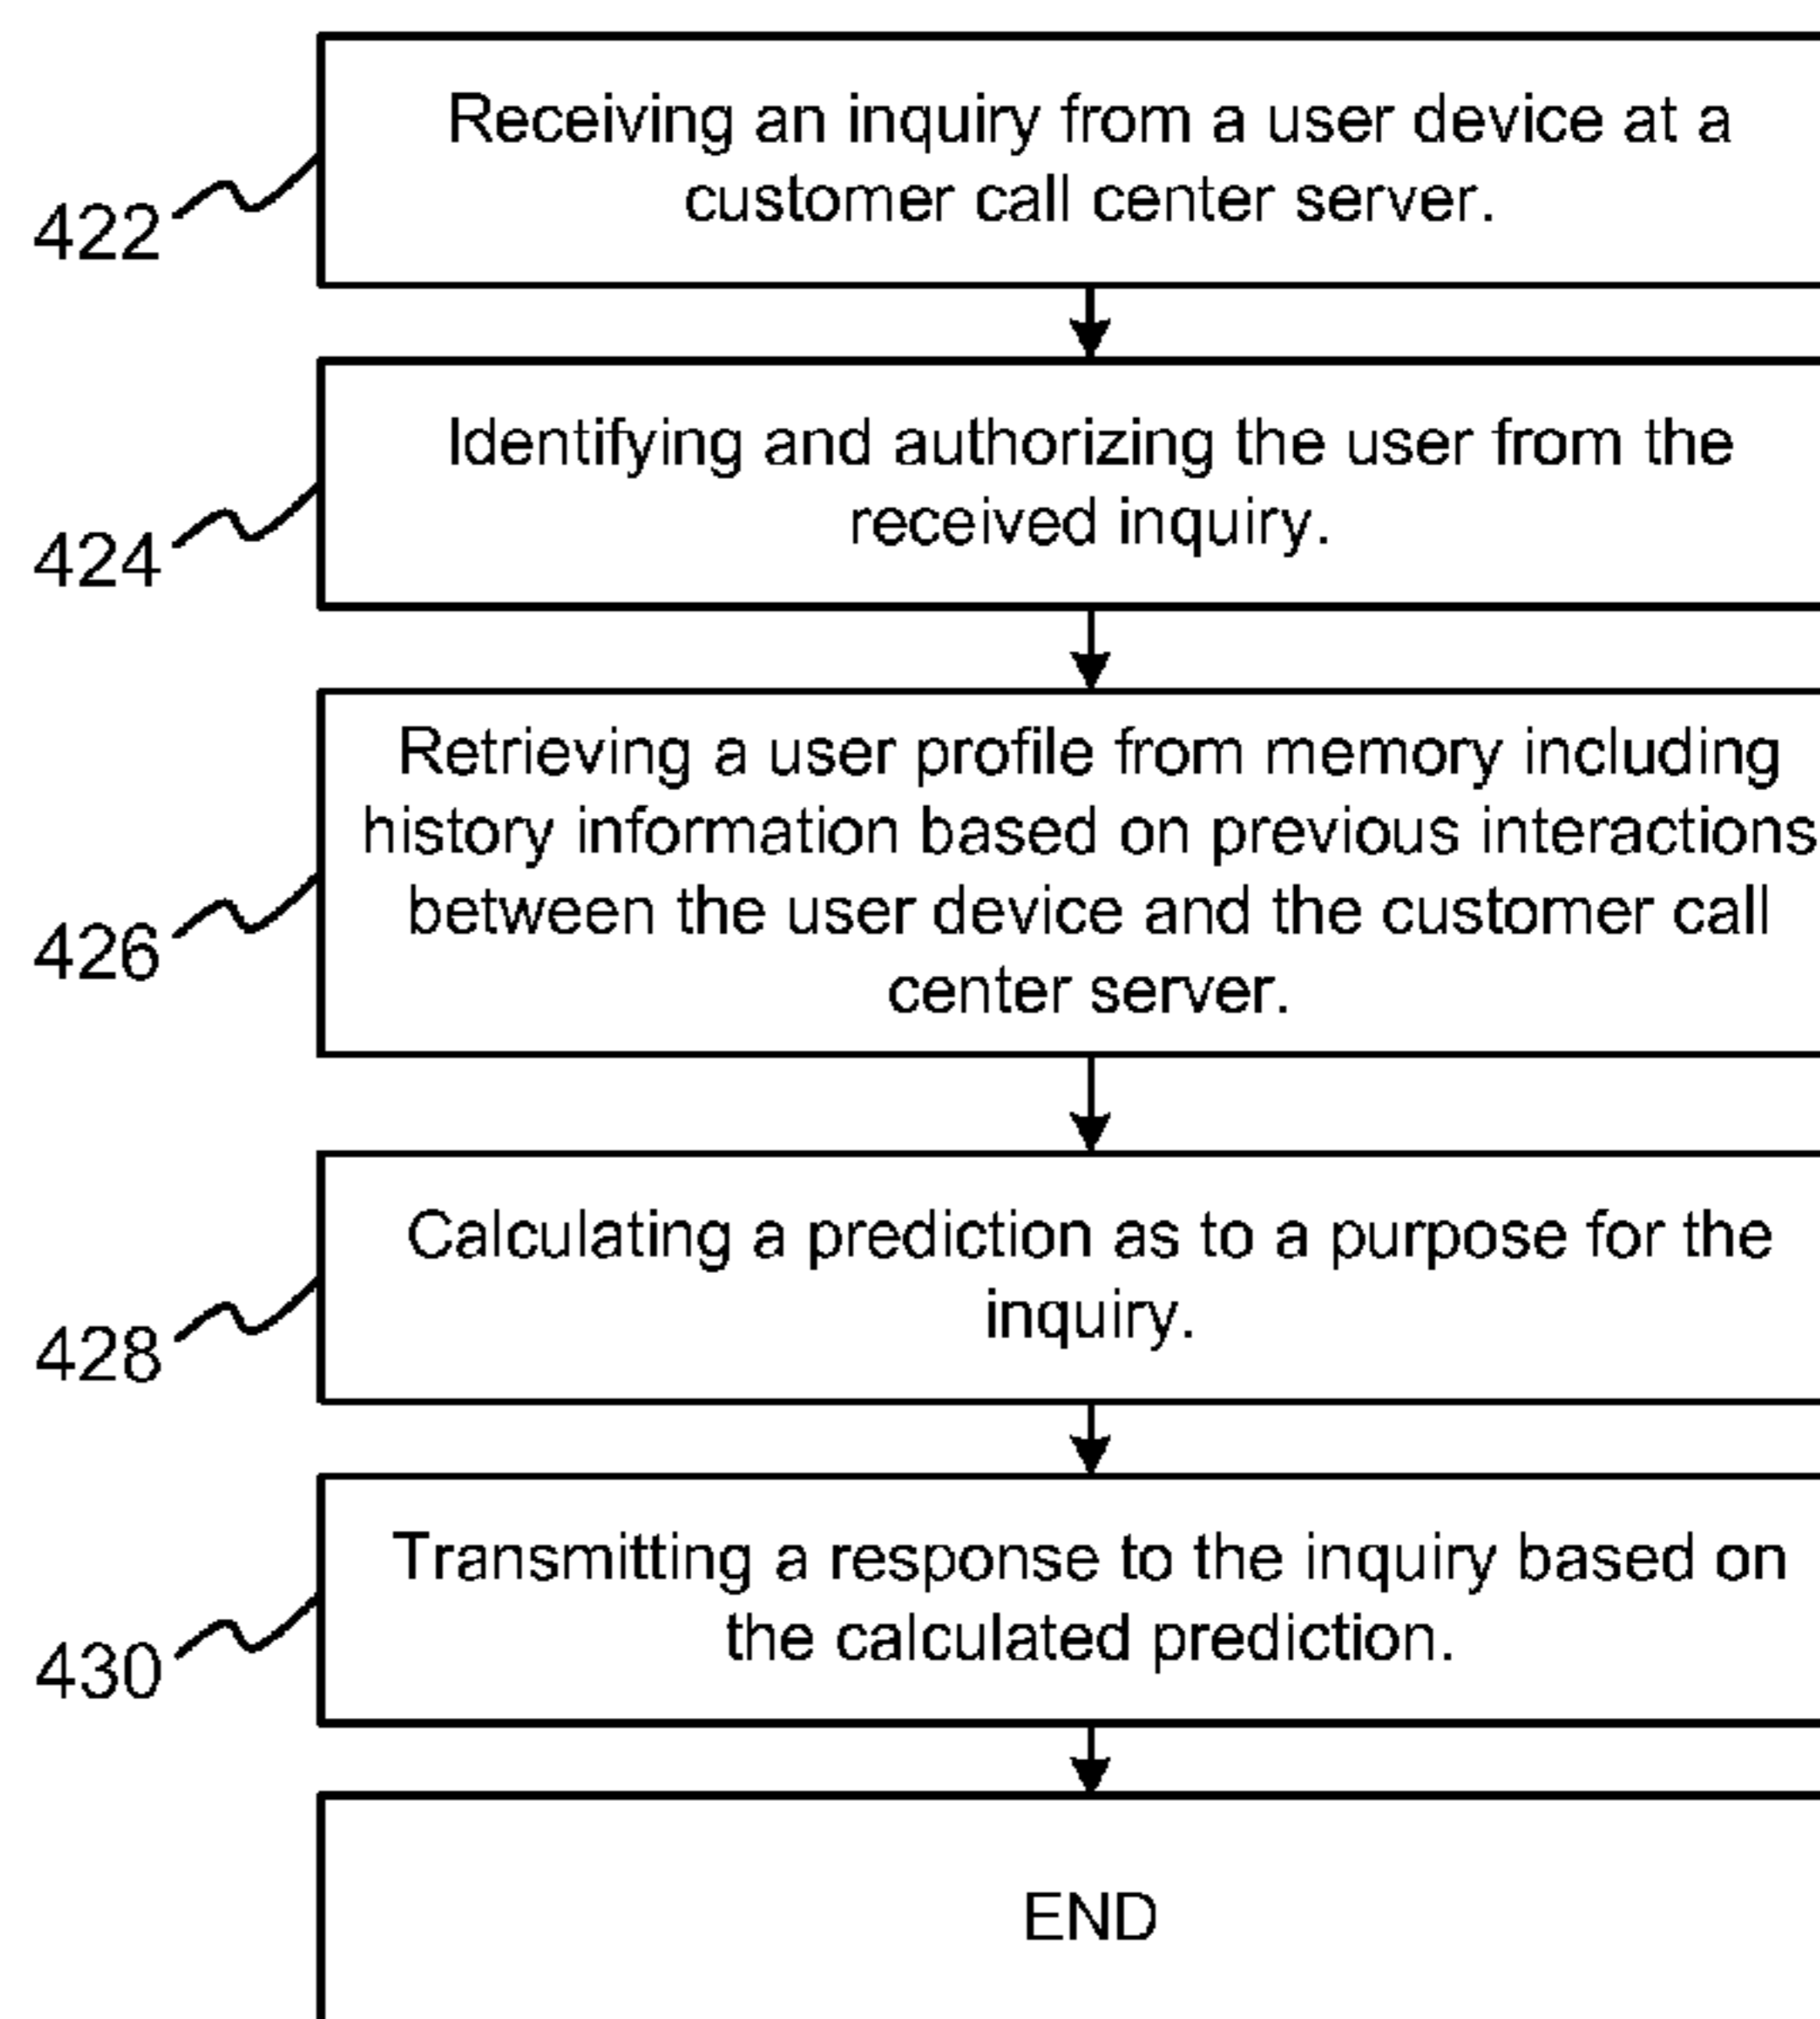 Receiving an inquiry from a user device at a
customer call center server.
422
Identifying and authorizing the user from the
received inquiry.
424
Retrieving a user profile from memory including
history information based on previous interactions
between the user device and the customer call
center server.
426
Calculating a prediction as to a purpose for the
inquiry.
428
Transmitting a response to the inquiry based on
the calculated prediction.
430
END